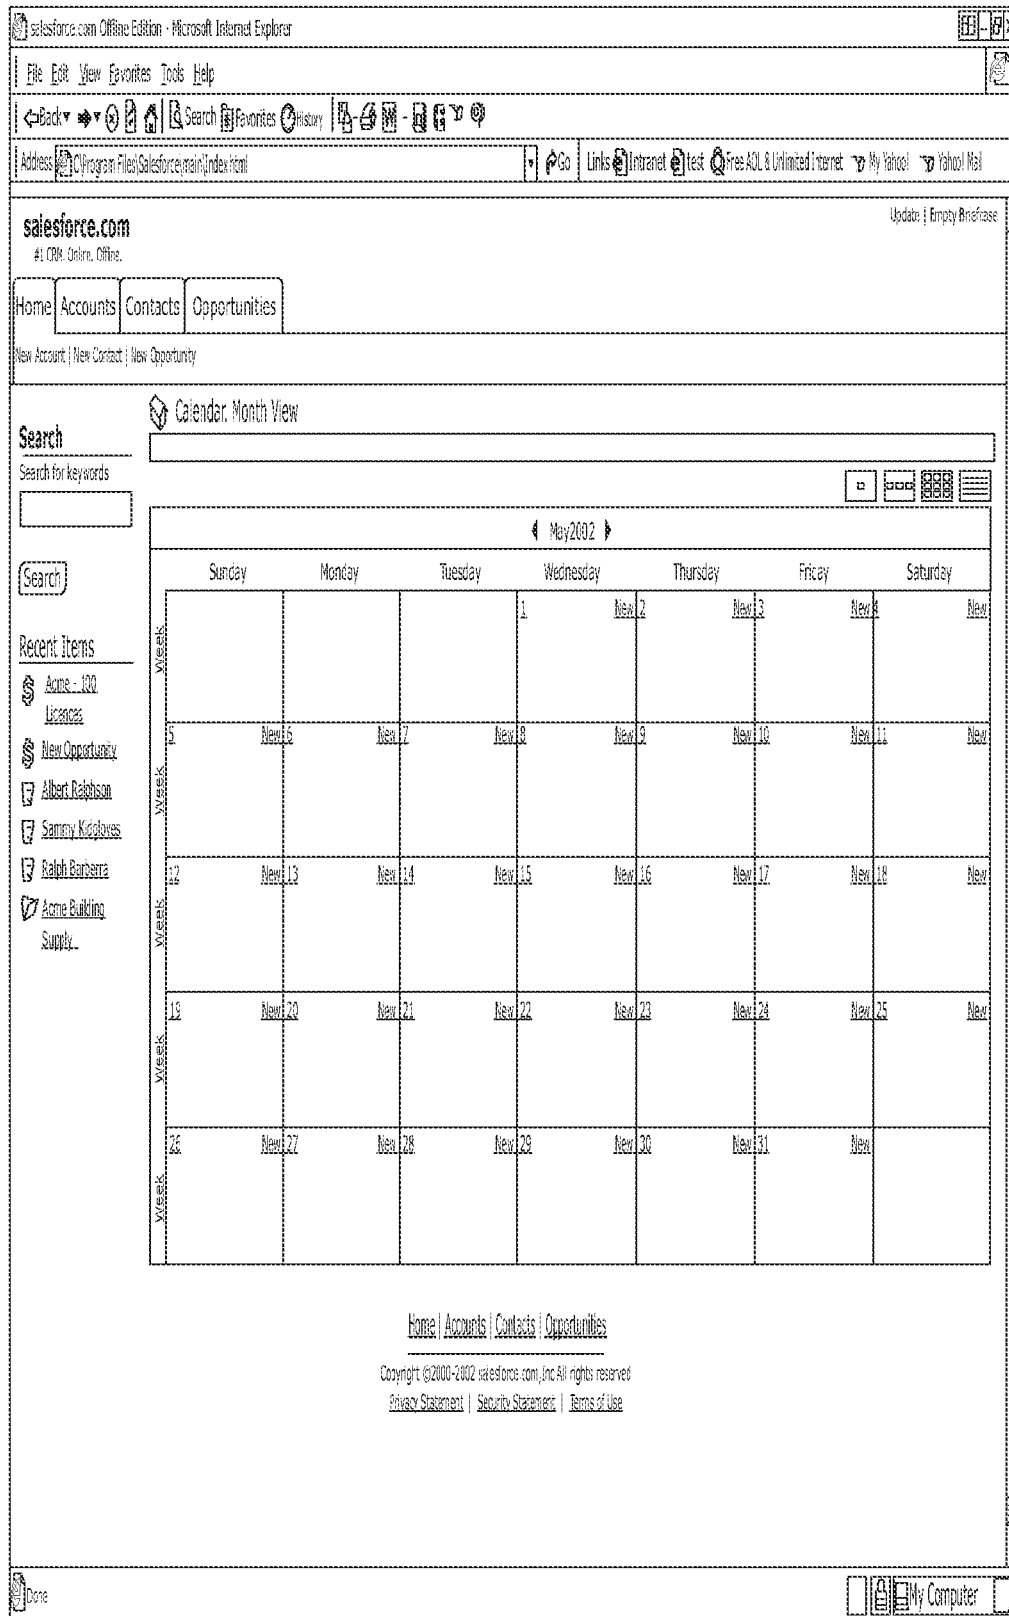 salesforce.com Offline Edition - Microsoft Internet Explorer
File Edit View Favorites Tools Help
Back Search Favorites History
Address C:\Program Files\Salesforce\main\Index.html Go Links Intranet test Free AOL & Unlimited Internet My Yahoo! Yahoo! Mail
salesforce.com
Update | Empty Briefcase
#1 CRM. Online. Offline.
Home Accounts Contacts Opportunities
New Account | New Contact | New Opportunity
Calendar. Month View
Search
Search for keywords
Search
Recent Items
Acme - 100
Licences
New Opportunity
Albert Ralphson
Sammy Kidgloves
Ralph Barberra
Acme Building
Supply
May2002
Sunday Monday Tuesday Wednesday Thursday Friday Saturday
Week 1 New 2 New 3 New 4 New
Week 5 New 6 New 7 New 8 New 9 New 10 New 11 New
Week 12 New 13 New 14 New 15 New 16 New 17 New 18 New
Week 19 New 20 New 21 New 22 New 23 New 24 New 25 New
Week 26 New 27 New 28 New 29 New 30 New 31 New
Home | Accounts | Contacts | Opportunities
Copyright ©2000-2002 salesforce.com, Inc All rights reserved
Privacy Statement | Security Statement | Terms of Use
Done My Computer